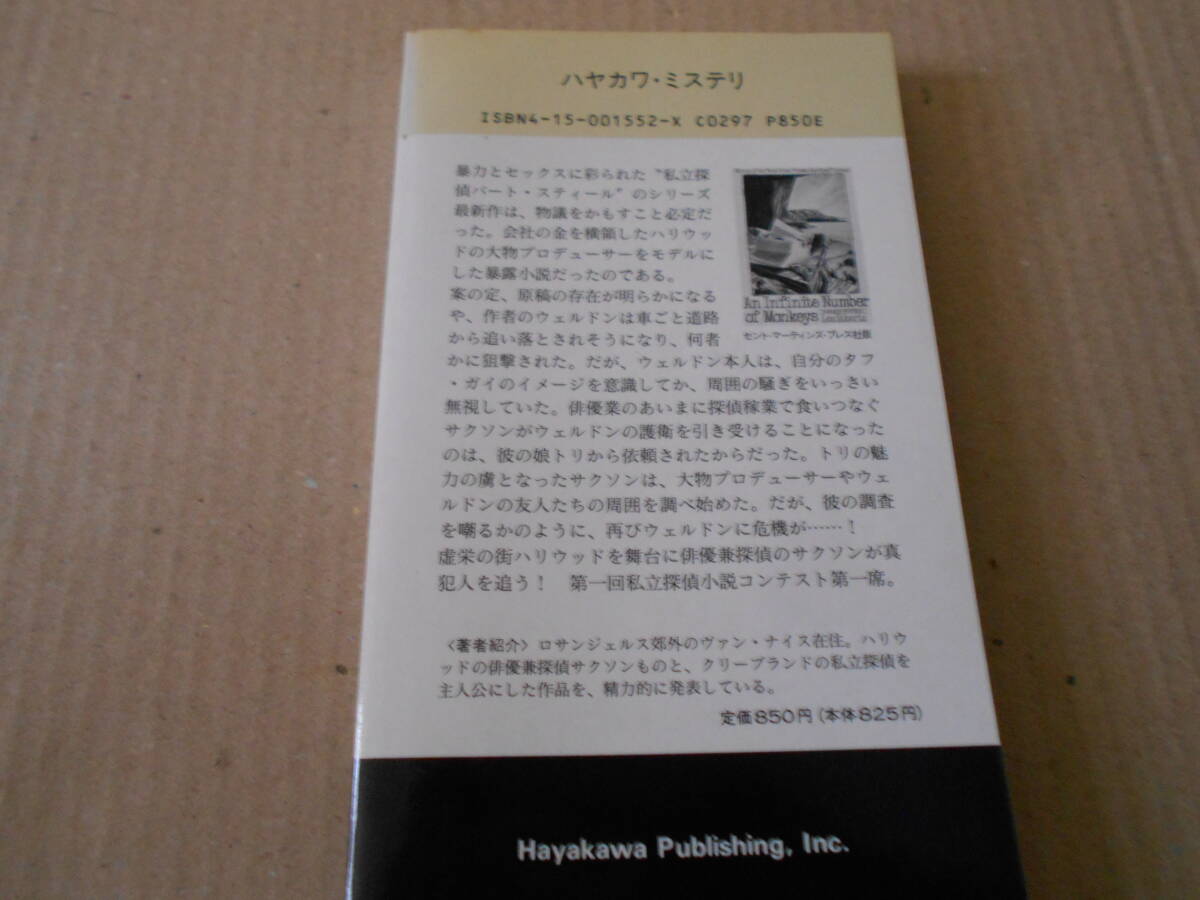 ハヤカワ・ミステリ
ISBN4-15-001552-X C0297 P850E
暴力とセックスに彩られた〝私立探
偵バート・スティール〟のシリーズ
最新作は、物議をかもすこと必定だ
った。会社の金を横領したハリウッ
ドの大物プロデューサーをモデルに
した暴露小説だったのである。
案の定、原稿の存在が明らかになる
や、作者のウェルドンは車ごと道路
から追い落とされそうになり、何者
かに狙撃された。だが、ウェルドン本人は、自分のタフ
・ガイのイメージを意識してか、周囲の騒ぎをいっさい
無視していた。俳優業のあいまに探偵稼業で食いつなぐ
サクソンがウェルドンの護衛を引き受けることになった
のは、彼の娘トリから依頼されたからだった。トリの魅
力の虜となったサクソンは、大物プロデューサーやウェ
ルドンの友人たちの周囲を調べ始めた。だが、彼の調査
を嘲るかのように、再びウェルドンに危機が……！
虚栄の街ハリウッドを舞台に俳優兼探偵のサクソンが真
犯人を追う！　第一回私立探偵小説コンテスト第一席。
An Infinite Number
of Monkeys
セント・マーティンズ・プレス社版
〈著者紹介〉ロサンジェルス郊外のヴァン・ナイス在住。ハリウ
ッドの俳優兼探偵サクソンものと、クリーブランドの私立探偵を
主人公にした作品を、精力的に発表している。
定価850円（本体825円）
Hayakawa Publishing, Inc.